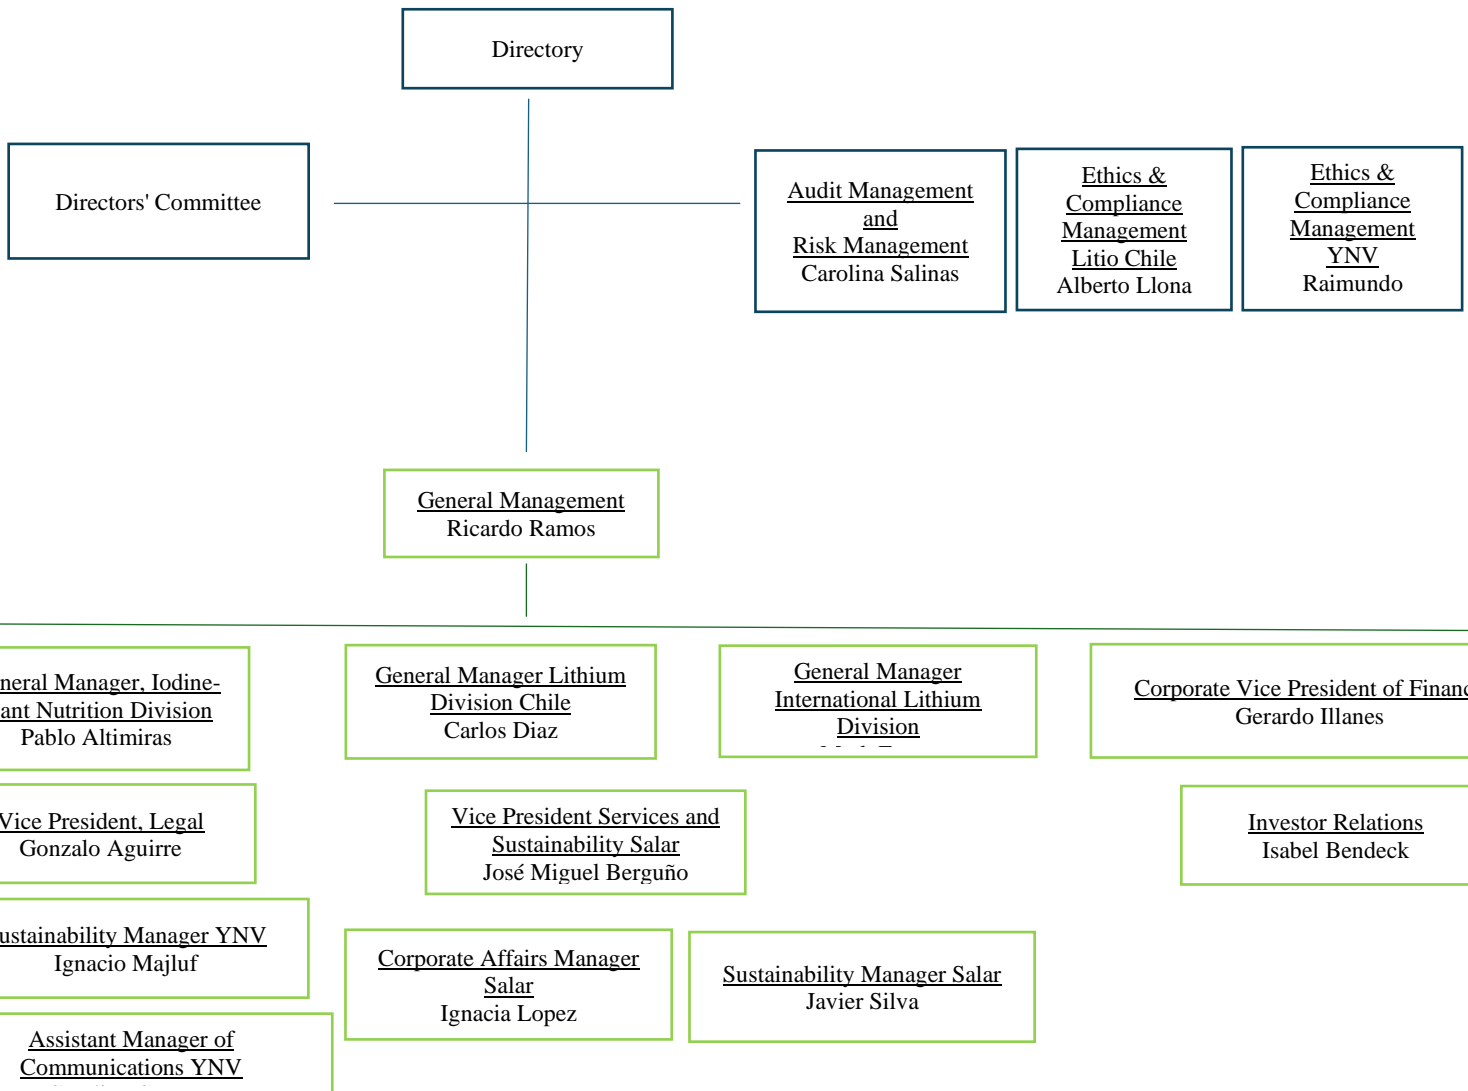 Directory
Directors' Committee
Audit Management
and
Risk Management
Carolina Salinas
Ethics &
Compliance
Management
Litio Chile
Alberto Llona
Ethics &
Compliance
Management
YNV
Raimundo
General Management
Ricardo Ramos
neral Manager, Iodine-
ant Nutrition Division
Pablo Altimiras
General Manager Lithium
Division Chile
Carlos Diaz
General Manager
International Lithium
Division
Corporate Vice President of Financ
Gerardo Illanes
Vice President, Legal
Gonzalo Aguirre
Vice President Services and
Sustainability Salar
José Miguel Berguño
Investor Relations
Isabel Bendeck
ustainability Manager YNV
Ignacio Majluf
Corporate Affairs Manager
Salar
Ignacia Lopez
Sustainability Manager Salar
Javier Silva
Assistant Manager of
Communications YNV